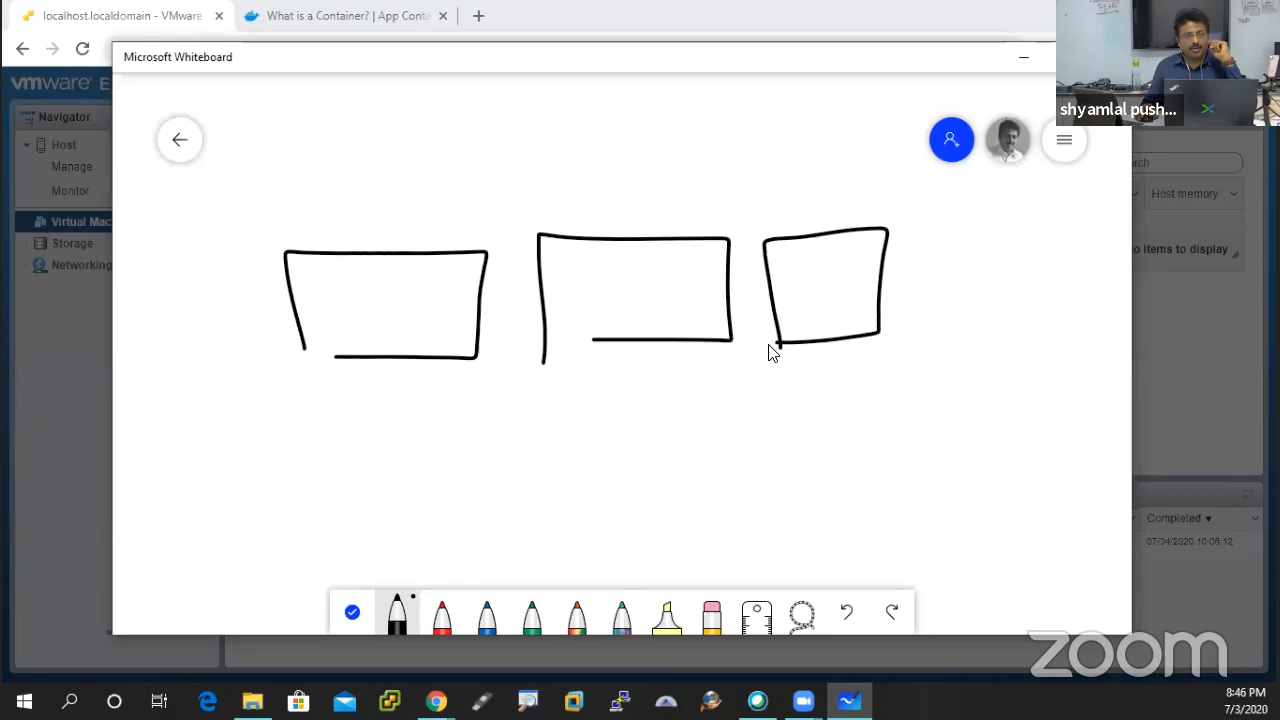 localhost.localdomain - VMware
What is a Container? | App Conta
vmware E
Microsoft Whiteboard
shyamlal push...
Navigator
Host
Manage
Monitor
Virtual Mac
Storage
Networking
Host memory
o items to display
Completed
07/04/2020 10:06:12
zoom
8:46 PM
7/3/2020